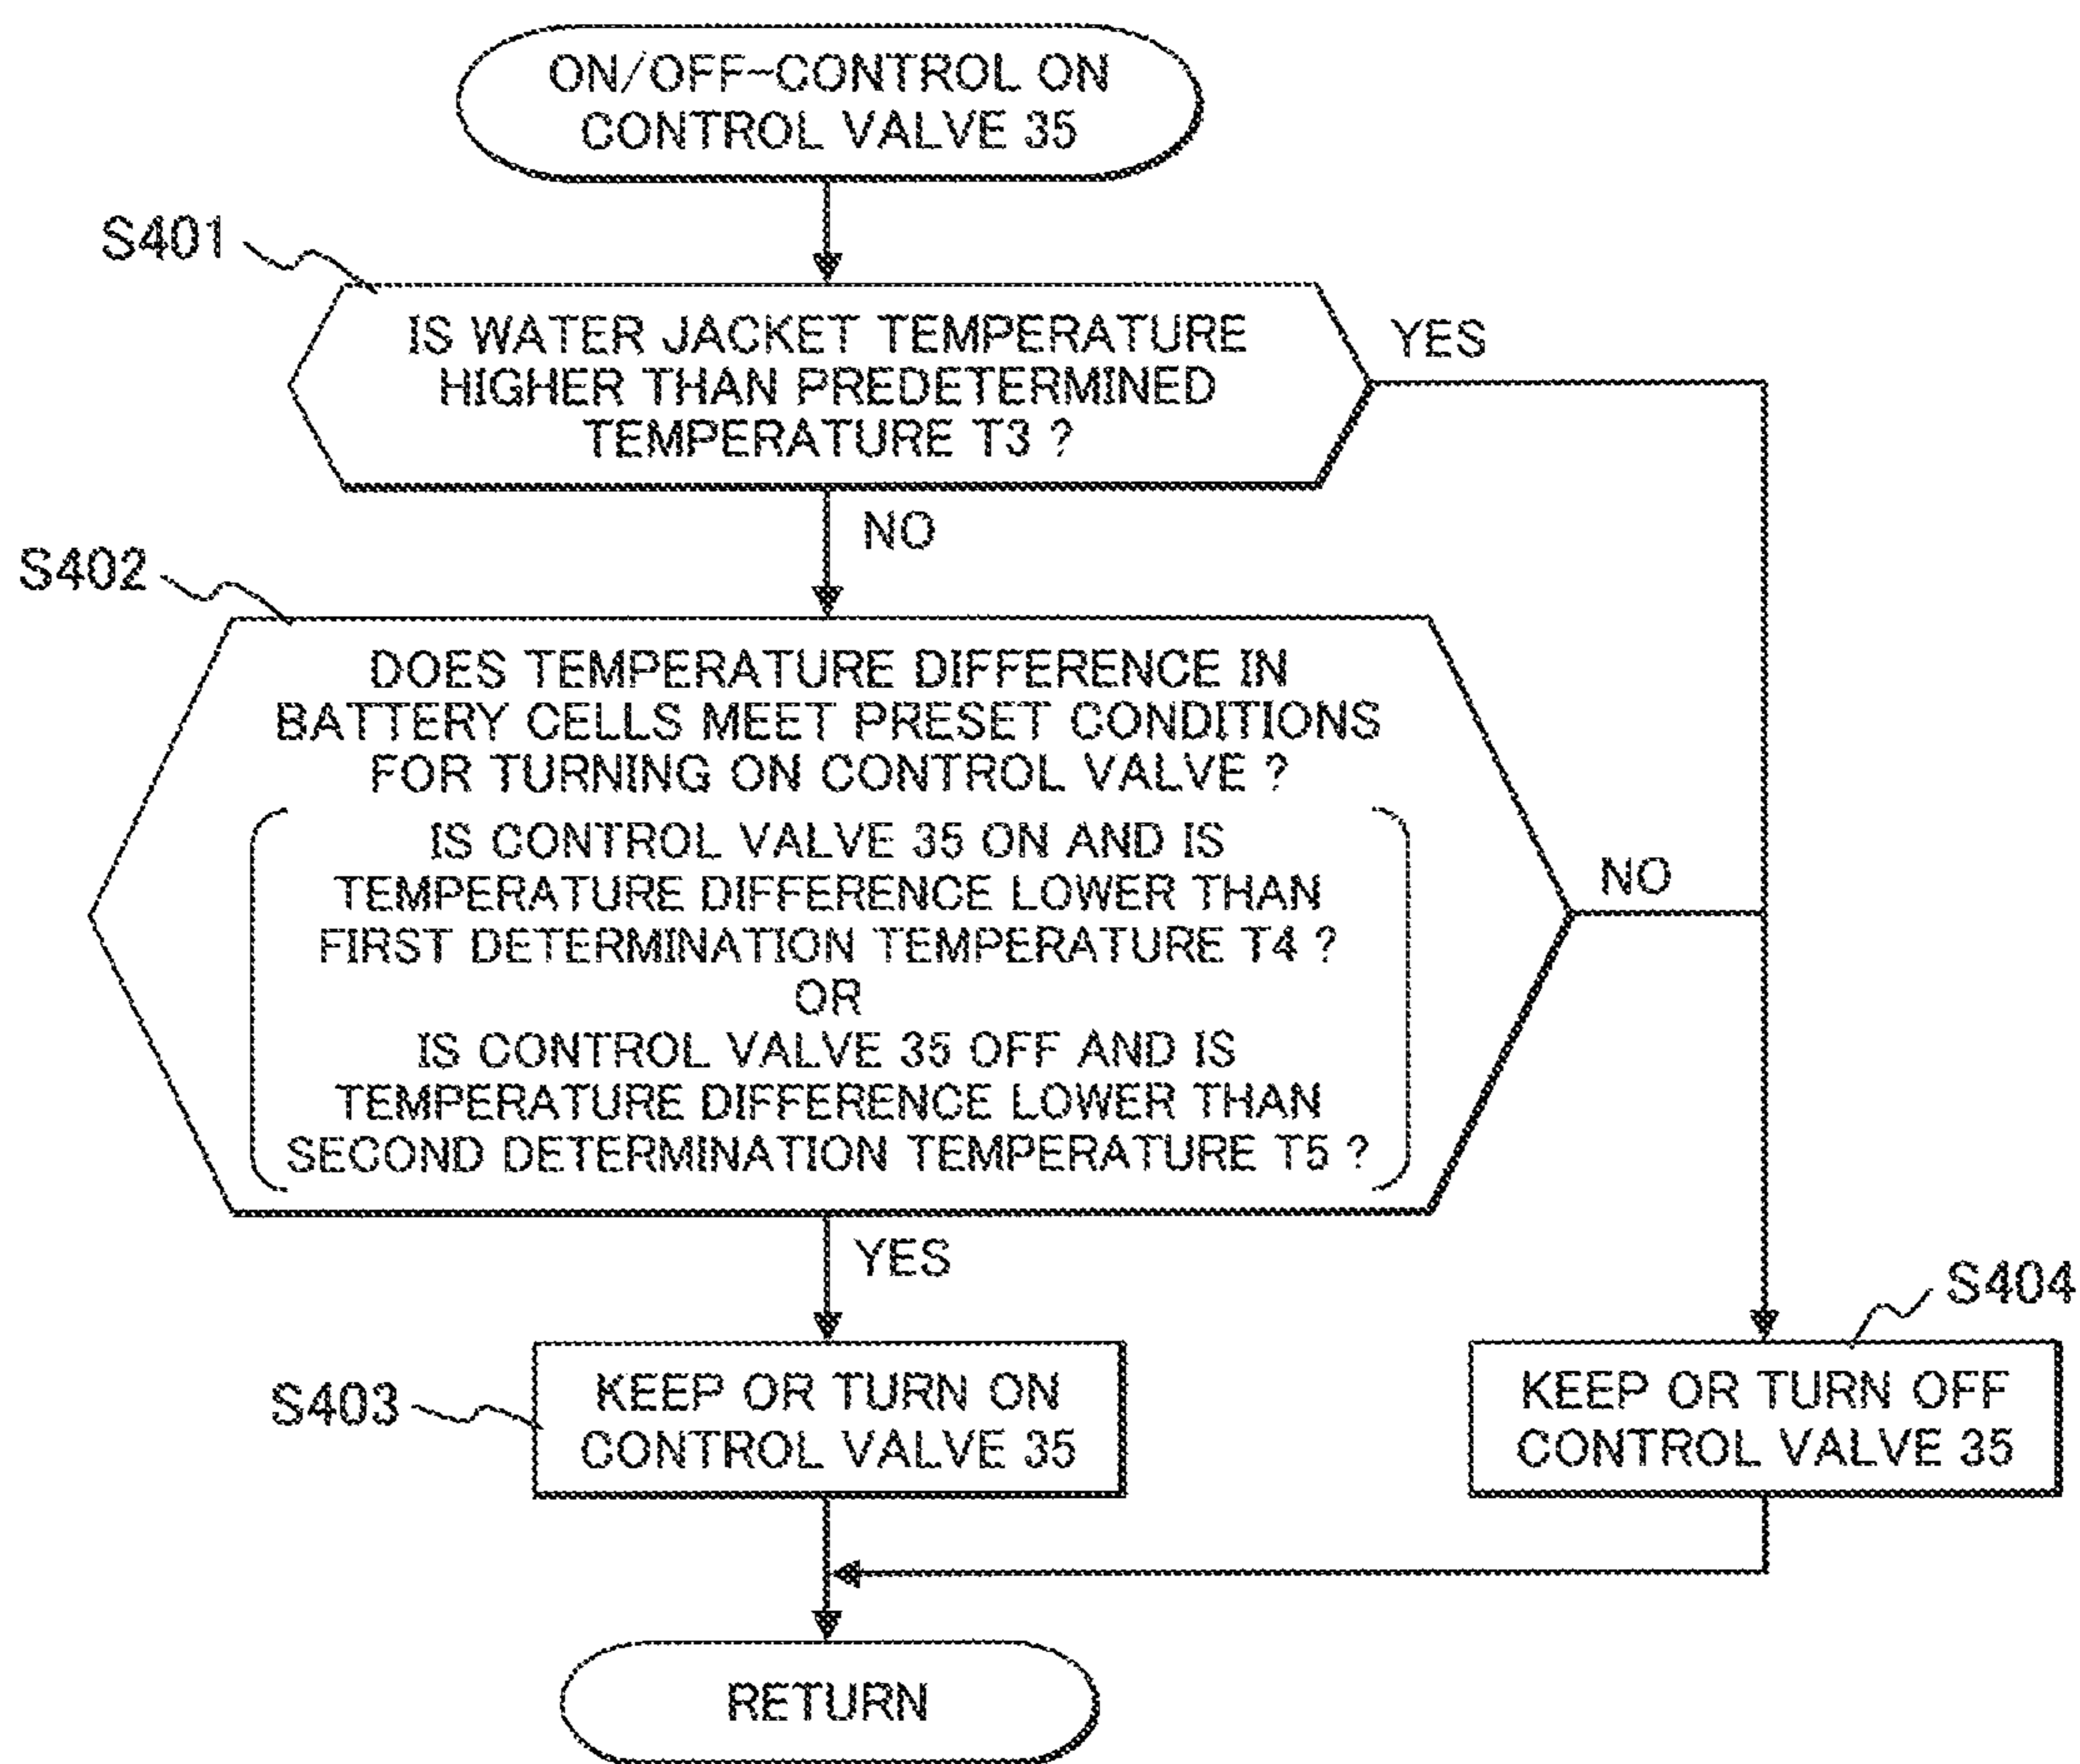 ON/OFF-CONTROL ON
CONTROL VALVE 35
S401
IS WATER JACKET TEMPERATURE
HIGHER THAN PREDETERMINED
TEMPERATURE T3 ?
YES
NO
S402
DOES TEMPERATURE DIFFERENCE IN
BATTERY CELLS MEET PRESET CONDITIONS
FOR TURNING ON CONTROL VALVE ?
IS CONTROL VALVE 35 ON AND IS
TEMPERATURE DIFFERENCE LOWER THAN
FIRST DETERMINATION TEMPERATURE T4 ?
OR
IS CONTROL VALVE 35 OFF AND IS
TEMPERATURE DIFFERENCE LOWER THAN
SECOND DETERMINATION TEMPERATURE T5 ?
NO
YES
S403
KEEP OR TURN ON
CONTROL VALVE 35
S404
KEEP OR TURN OFF
CONTROL VALVE 35
RETURN